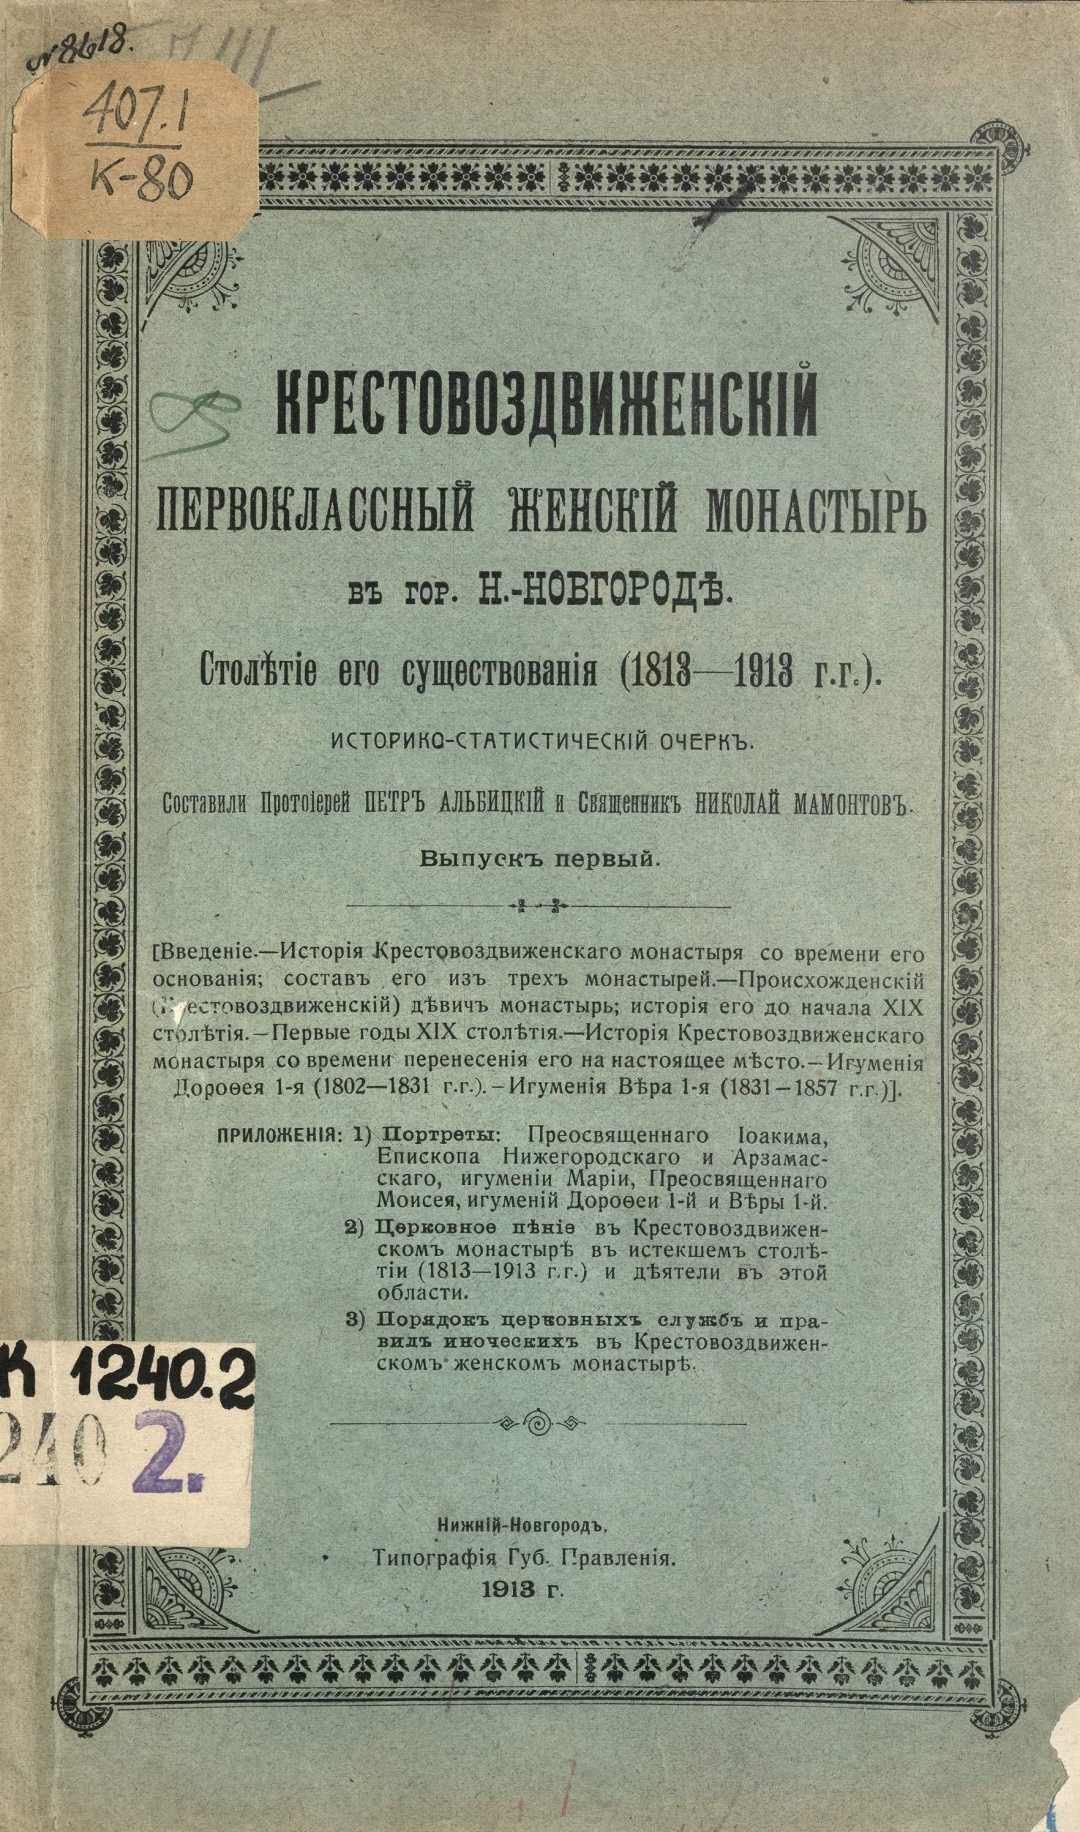 № 8618.
407.1
К-80
КРЕСТОВОЗДВИЖЕНСКІЙ
ПЕРВОКЛАССНЫЙ ЖЕНСКІЙ МОНАСТЫРЬ
въ гор. Н.-НОВГОРОДѢ.
Столѣтіе его существованія (1813—1913 г.г.).
ИСТОРИКО-СТАТИСТИЧЕСКІЙ ОЧЕРКЪ.
Составили Протоіерей ПЕТРЪ АЛЬБИЦКІЙ и Священникъ НИКОЛАЙ МАМОНТОВЪ.
Выпускъ первый.
[Введеніе.—Исторія Крестовоздвиженскаго монастыря со времени его
основанія; составъ его изъ трехъ монастырей.—Происхожденскій
(Крестовоздвиженскій) дѣвичъ монастырь; исторія его до начала XIX
столѣтія.—Первые годы XIX столѣтія.—Исторія Крестовоздвиженскаго
монастыря со времени перенесенія его на настоящее мѣсто.—Игуменія
Дороѳея 1-я (1802—1831 г.г.).—Игуменія Вѣра 1-я (1831—1857 г.г.)].
ПРИЛОЖЕНІЯ: 1) Портреты: Преосвященнаго Іоакима,
Епископа Нижегородскаго и Арзамас-
скаго, игуменіи Маріи, Преосвященнаго
Моисея, игуменій Дороѳеи 1-й и Вѣры 1-й.
2) Церковное пѣніе въ Крестовоздвижен-
скомъ монастырѣ въ истекшемъ столѣ-
тіи (1813—1913 г.г.) и дѣятели въ этой
области.
3) Порядокъ церковныхъ службъ и пра-
вилъ иноческихъ въ Крестовоздвижен-
скомъ женскомъ монастырѣ.
К 1240.2
240 2.
Нижній-Новгородъ.
Типографія Губ. Правленія.
1913 г.